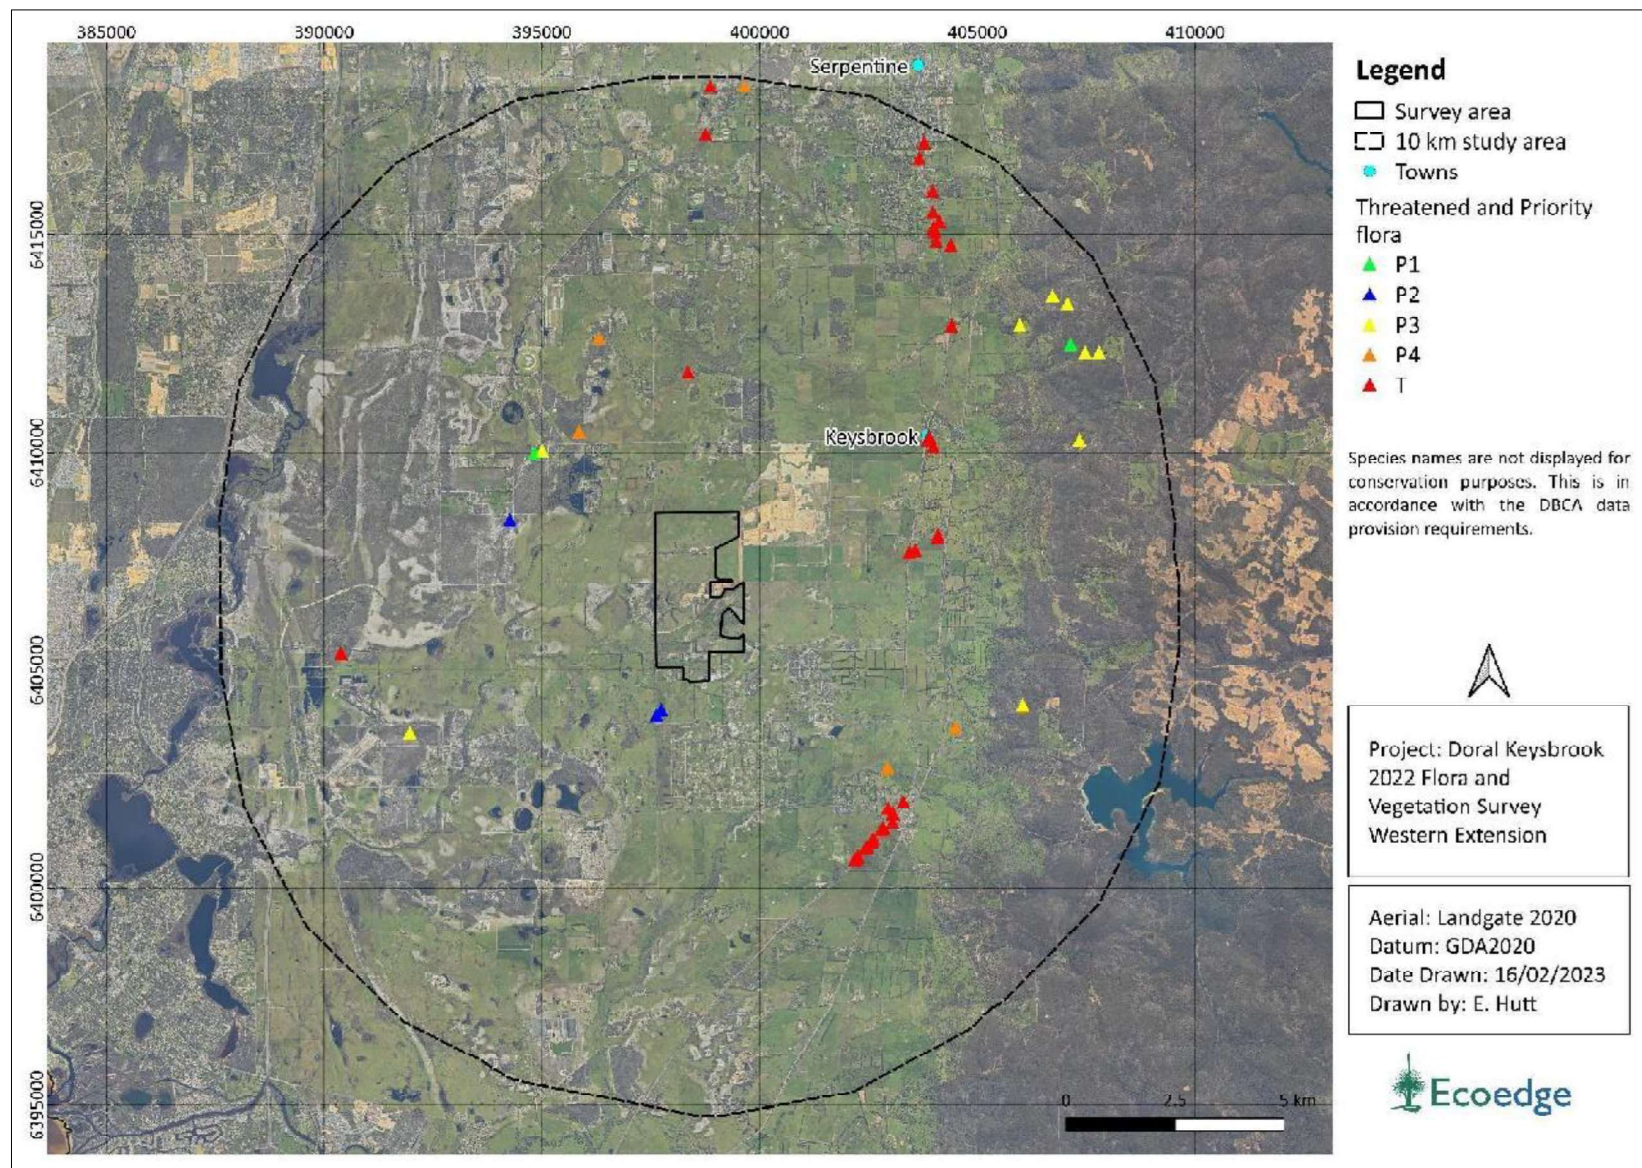 385000
390000
395000
400000
405000
410000
6415000
6410000
6405000
6400000
6395000
Serpentine
Keysbrook
0
2.5
5 km
Legend
Survey area
10 km study area
Towns
Threatened and Priority
flora
P1
P2
P3
P4
T
Species names are not displayed for
conservation purposes. This is in
accordance with the DBCA data
provision requirements.
Project: Doral Keysbrook
2022 Flora and
Vegetation Survey
Western Extension
Aerial: Landgate 2020
Datum: GDA2020
Date Drawn: 16/02/2023
Drawn by: E. Hutt
Ecoedge